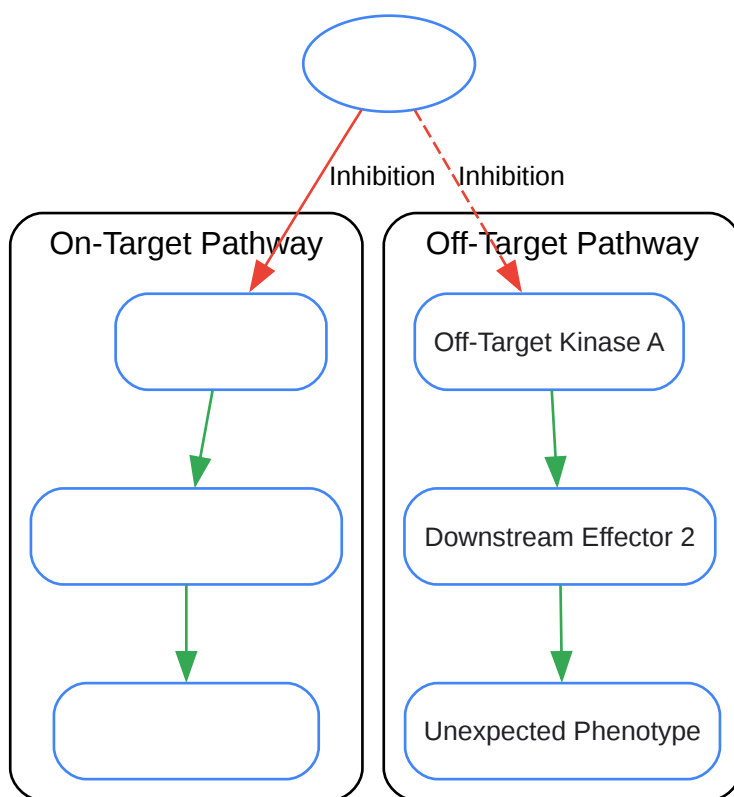 Inhibition
Inhibition
On-Target Pathway
Off-Target Pathway
Off-Target Kinase A
Downstream Effector 2
Unexpected Phenotype